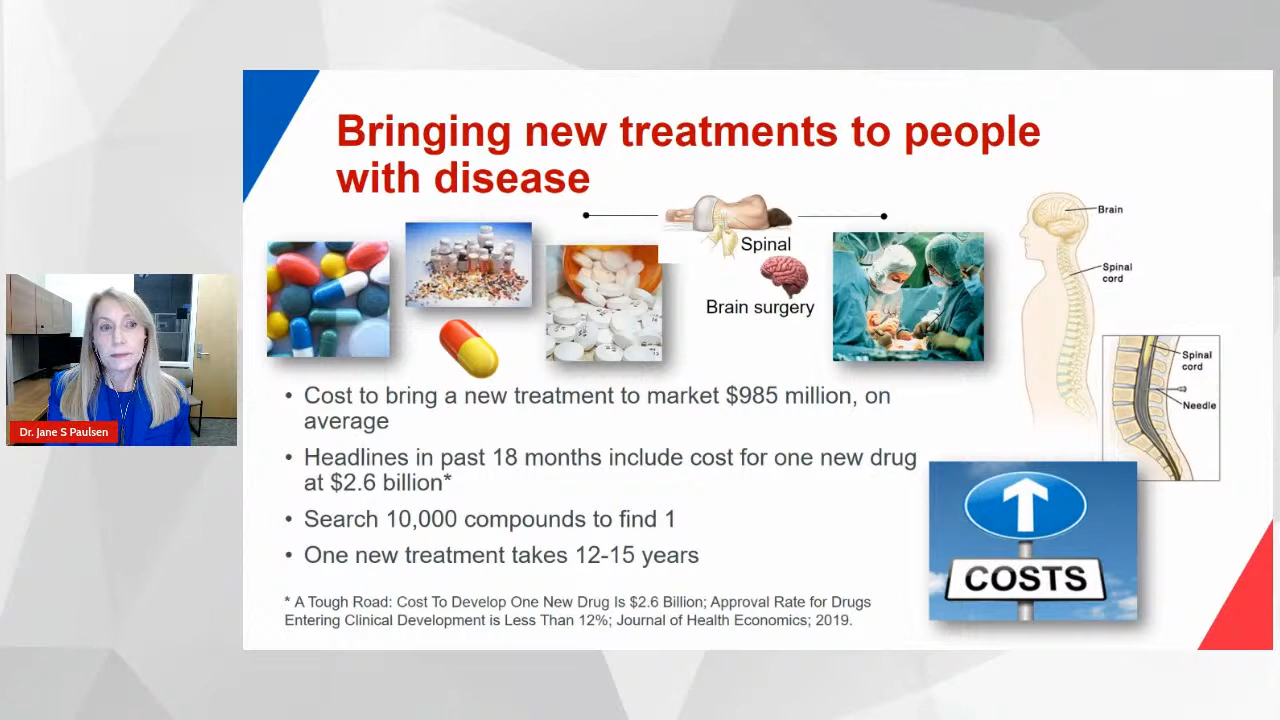 Bringing new treatments to people
with disease
Spinal
Brain surgery
Brain
Spinal
cord
Spinal
cord
Needle
• Cost to bring a new treatment to market $985 million, on
average
• Headlines in past 18 months include cost for one new drug
at $2.6 billion*
• Search 10,000 compounds to find 1
• One new treatment takes 12-15 years
COSTS
* A Tough Road: Cost To Develop One New Drug Is $2.6 Billion; Approval Rate for Drugs
Entering Clinical Development is Less Than 12%; Journal of Health Economics; 2019.
Dr. Jane S Paulsen